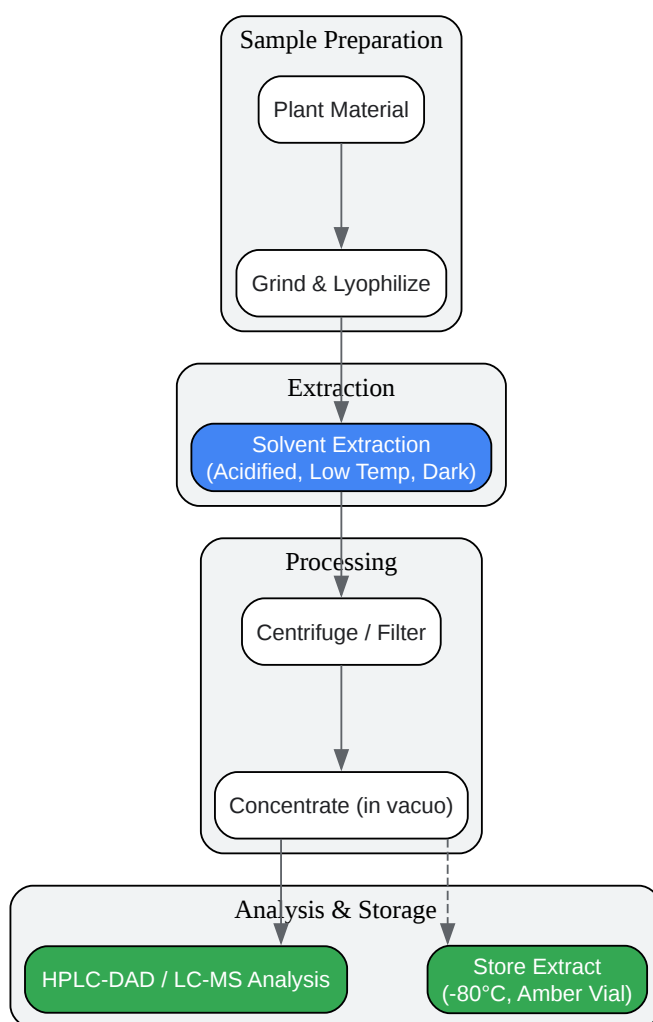 Sample Preparation
Plant Material
Grind & Lyophilize
Extraction
Solvent Extraction
(Acidified, Low Temp, Dark)
Processing
Centrifuge / Filter
Concentrate (in vacuo)
Analysis & Storage
HPLC-DAD / LC-MS Analysis
Store Extract
(-80°C, Amber Vial)